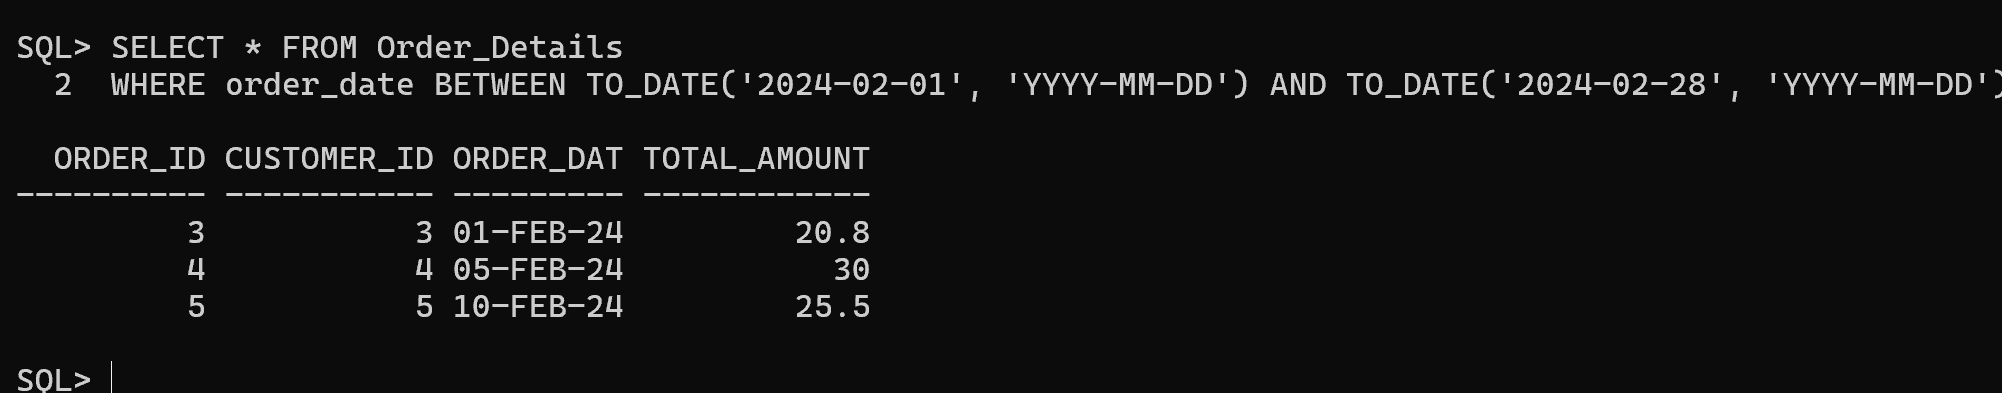 SQL> SELECT * FROM Order_Details
  2  WHERE order_date BETWEEN TO_DATE('2024-02-01', 'YYYY-MM-DD') AND TO_DATE('2024-02-28', 'YYYY-MM-DD')

  ORDER_ID CUSTOMER_ID ORDER_DAT TOTAL_AMOUNT
---------- ----------- --------- ------------
         3           3 01-FEB-24         20.8
         4           4 05-FEB-24           30
         5           5 10-FEB-24         25.5

SQL>